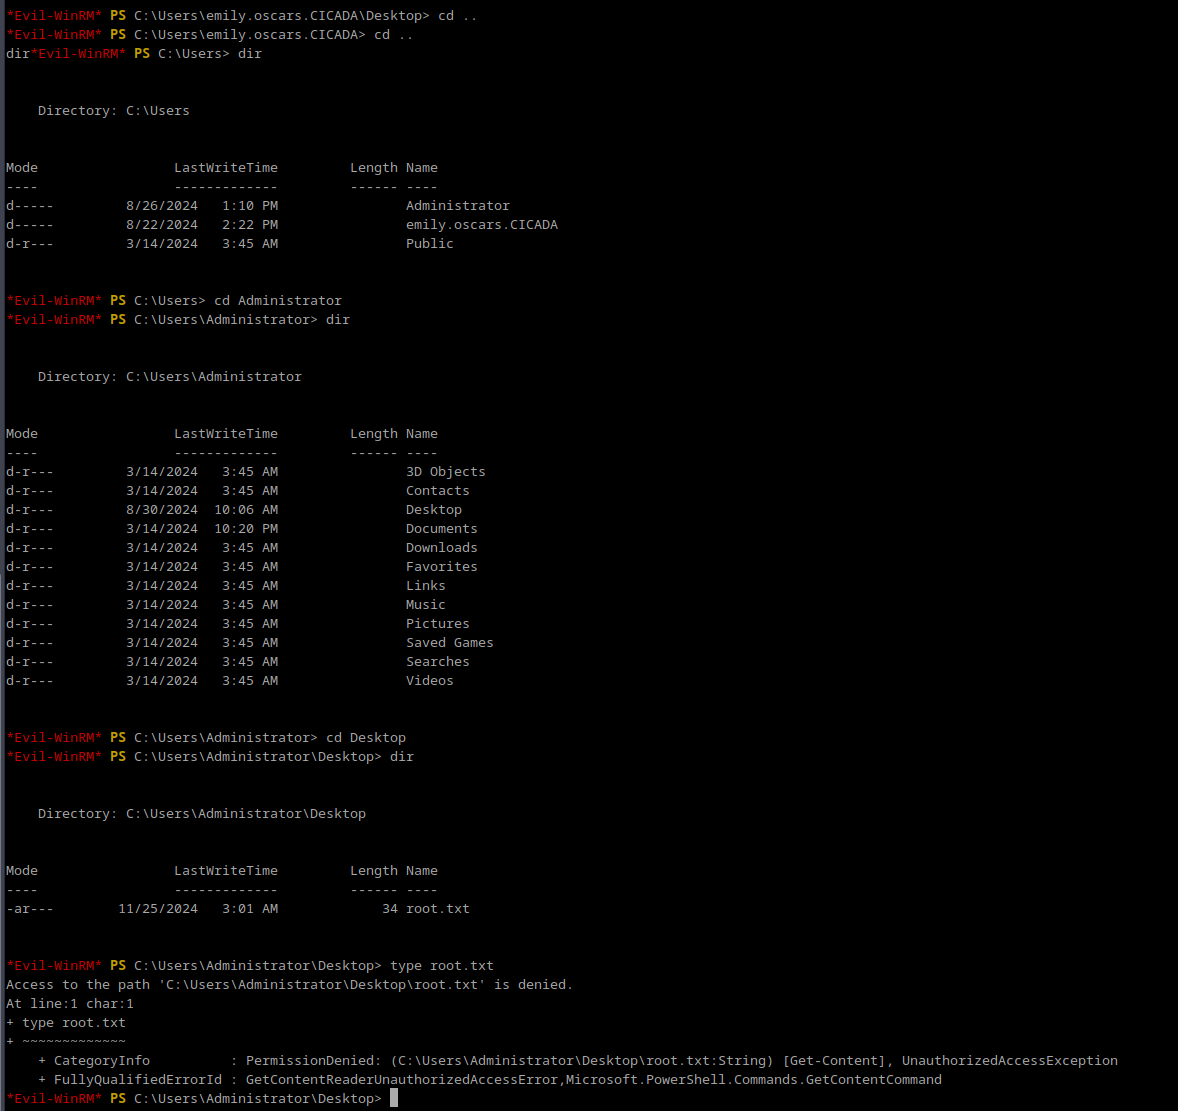 *Evil-WinRM* PS C:\Users\emily.oscars.CICADA\Desktop> cd ..
*Evil-WinRM* PS C:\Users\emily.oscars.CICADA> cd ..
dir*Evil-WinRM* PS C:\Users> dir
Directory: C:\Users
Mode LastWriteTime Length Name
---- ------------- ------ ----
d----- 8/26/2024 1:10 PM Administrator
d----- 8/22/2024 2:22 PM emily.oscars.CICADA
d-r--- 3/14/2024 3:45 AM Public
*Evil-WinRM* PS C:\Users> cd Administrator
*Evil-WinRM* PS C:\Users\Administrator> dir
Directory: C:\Users\Administrator
Mode LastWriteTime Length Name
---- ------------- ------ ----
d-r--- 3/14/2024 3:45 AM 3D Objects
d-r--- 3/14/2024 3:45 AM Contacts
d-r--- 8/30/2024 10:06 AM Desktop
d-r--- 3/14/2024 10:20 PM Documents
d-r--- 3/14/2024 3:45 AM Downloads
d-r--- 3/14/2024 3:45 AM Favorites
d-r--- 3/14/2024 3:45 AM Links
d-r--- 3/14/2024 3:45 AM Music
d-r--- 3/14/2024 3:45 AM Pictures
d-r--- 3/14/2024 3:45 AM Saved Games
d-r--- 3/14/2024 3:45 AM Searches
d-r--- 3/14/2024 3:45 AM Videos
*Evil-WinRM* PS C:\Users\Administrator> cd Desktop
*Evil-WinRM* PS C:\Users\Administrator\Desktop> dir
Directory: C:\Users\Administrator\Desktop
Mode LastWriteTime Length Name
---- ------------- ------ ----
-ar--- 11/25/2024 3:01 AM 34 root.txt
*Evil-WinRM* PS C:\Users\Administrator\Desktop> type root.txt
Access to the path 'C:\Users\Administrator\Desktop\root.txt' is denied.
At line:1 char:1
+ type root.txt
+ ~~~~~~~~~~~~~
+ CategoryInfo : PermissionDenied: (C:\Users\Administrator\Desktop\root.txt:String) [Get-Content], UnauthorizedAccessException
+ FullyQualifiedErrorId : GetContentReaderUnauthorizedAccessError,Microsoft.PowerShell.Commands.GetContentCommand
*Evil-WinRM* PS C:\Users\Administrator\Desktop>